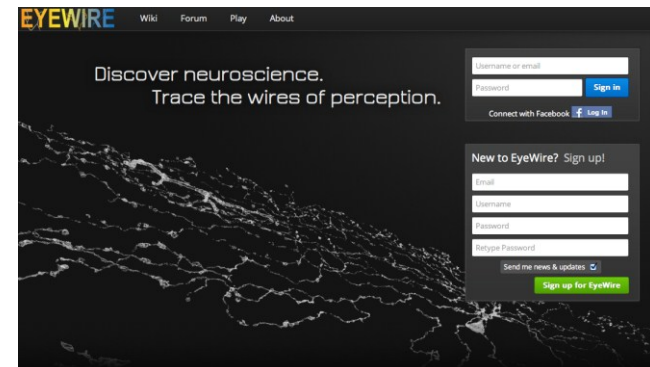 EYEWIRE Wiki Forum Play About
Discover neuroscience.
Trace the wires of perception.
Username or email
Password Sign in
Connect with Facebook f Log In
New to EyeWire? Sign up!
Email
Username
Password
Retype Password
Send me news & updates
Sign up for EyeWire